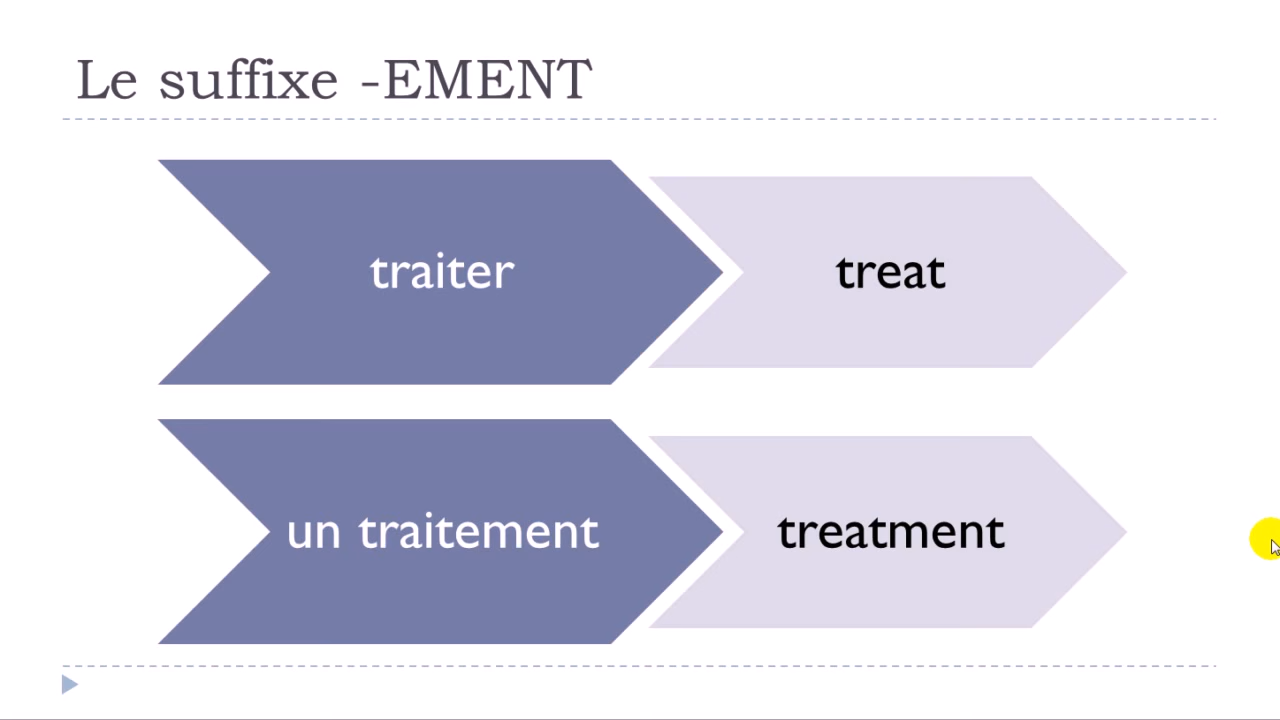 Le suffixe -EMENT
traiter
treat
un traitement
treatment